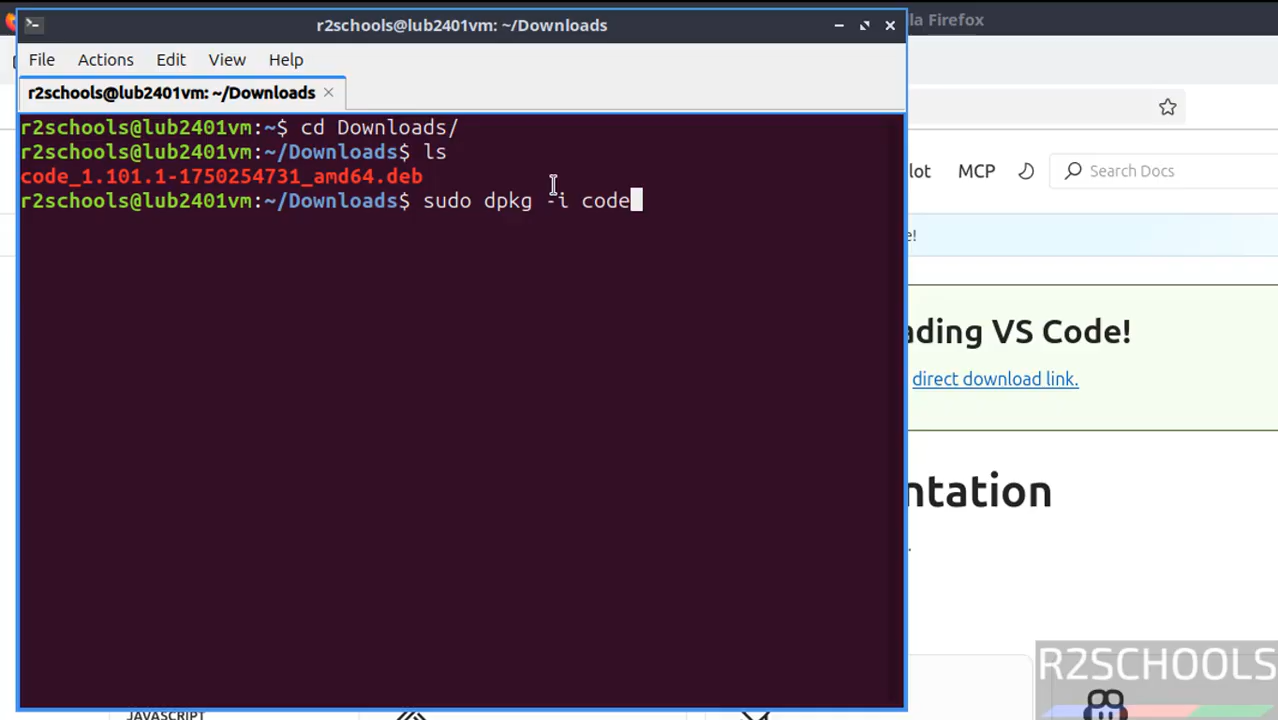 r2schools@lub2401vm: ~/Downloads
la Firefox
File Actions Edit View Help
r2schools@lub2401vm: ~/Downloads
r2schools@lub2401vm:~$ cd Downloads/
r2schools@lub2401vm:~/Downloads$ ls
code_1.101.1-1750254731_amd64.deb
r2schools@lub2401vm:~/Downloads$ sudo dpkg -i code
lot MCP Search Docs
e!
ading VS Code!
direct download link.
ntation
R2SCHOOLS
JAVASCRIPT